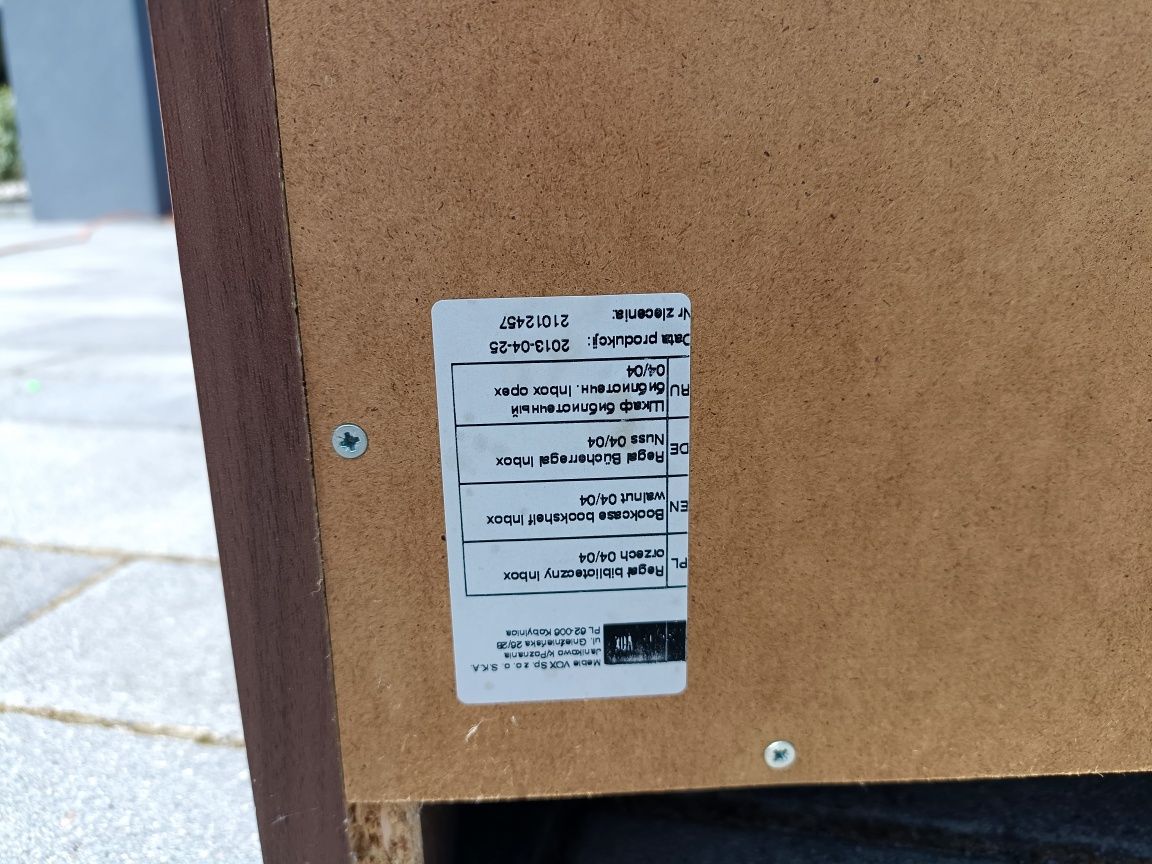 VOX
Meble VOX Sp. z o. o. S.K.A.
Janikowo k/Poznania
ul. Gnieźnieńska 26/28
PL 62-006 Kobylnica
PL
Regał biblioteczny Inbox
orzech 04/04
EN
Bookcase bookshelf Inbox
walnut 04/04
DE
Regal Bücherregal Inbox
Nuss 04/04
RU
Шкаф библиотечный
библиотечн. Inbox орех
04/04
Data produkcji: 2013-04-25
Nr zlecenia: 21012457